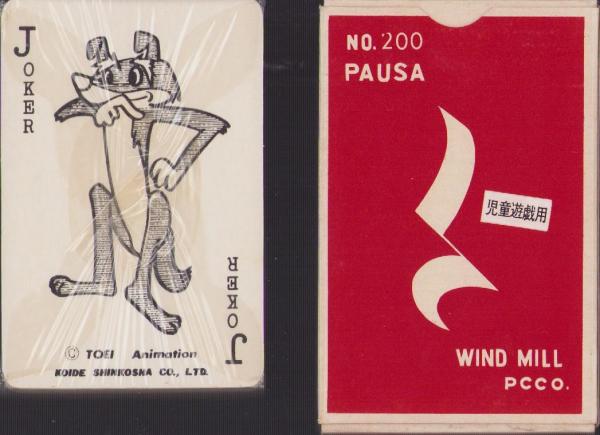 JOKER
© TOEI Animation
KOIDE SHINKOSHA CO., LTD.
JOKER
NO. 200
PAUSA
児童遊戯用
WIND MILL
PCCO.